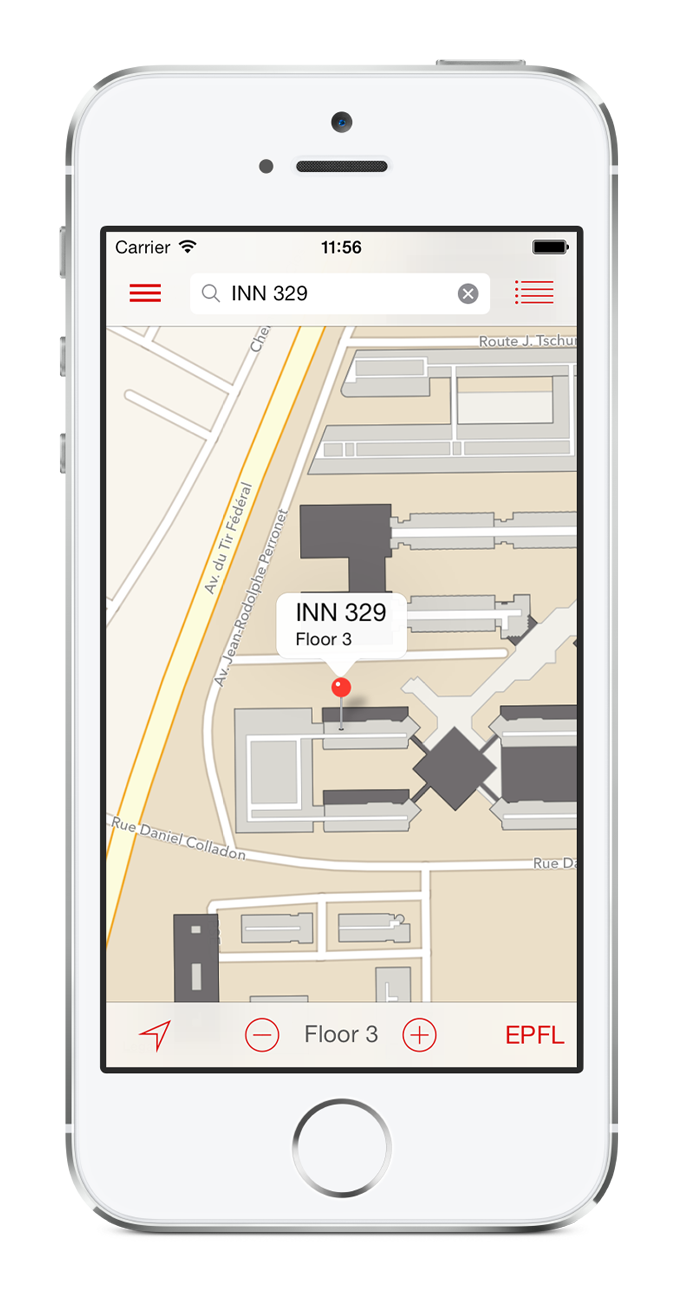 Carrier 11:56
INN 329
Route J. Tschu
Che
Av. du Tir Fédéral
Av. Jean-Rodolphe Perronet
INN 329
Floor 3
Rue Daniel Colladon
Rue Da
Floor 3 EPFL